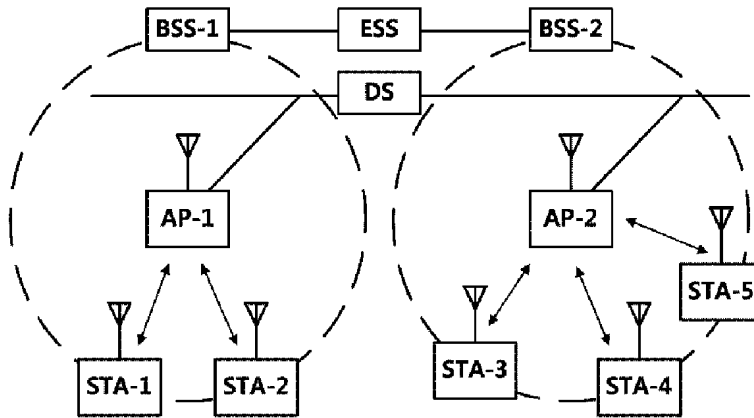 BSS-1
ESS
BSS-2
DS
AP-1
AP-2
STA-5
STA-3
STA-1
STA-2
STA-4